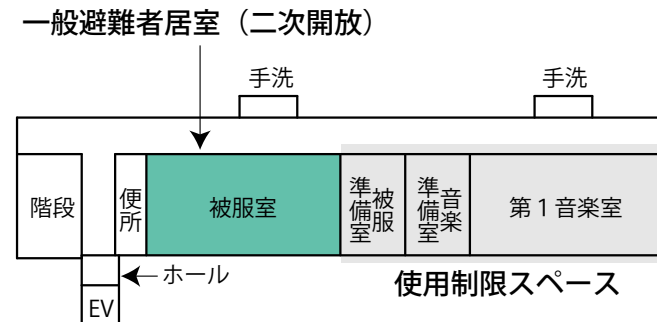 一般避難者居室（二次開放）
手洗
手洗
階段
便所
被服室
被服準備室
音楽準備室
第１音楽室
ホール
使用制限スペース
EV